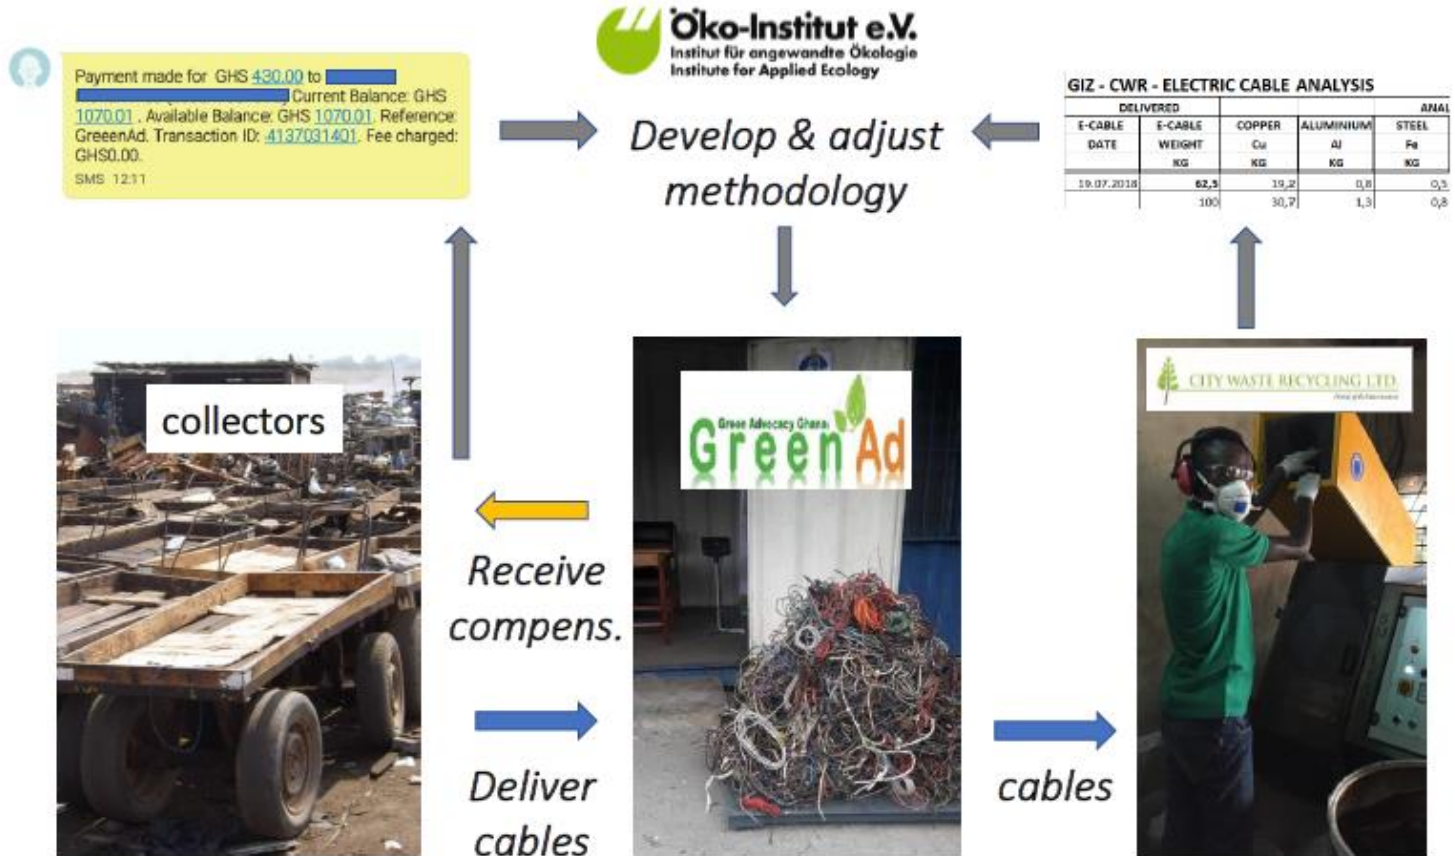 Öko-Institut e.V.
Institut für angewandte Ökologie
Institute for Applied Ecology
Payment made for GHS 430.00 to
Current Balance: GHS
1070.01 . Available Balance: GHS 1070.01. Reference:
GreeenAd. Transaction ID: 4137031401. Fee charged:
GHS0.00.
SMS 12:11
Develop & adjust
methodology
GIZ - CWR - ELECTRIC CABLE ANALYSIS
DELIVERED ANAL
E-CABLE E-CABLE COPPER ALUMINIUM STEEL
DATE WEIGHT Cu Al Fe
KG KG KG KG
19.07.2018 62,5 19,2 0,8 0,5
100 30,7 1,3 0,8
collectors
Green Advocacy Ghana
GreenAd
CITY WASTE RECYCLING LTD.
Receive
compens.
Deliver
cables
cables